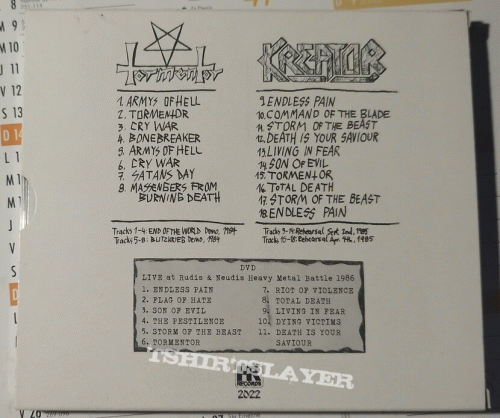 Tormentor
1. ARMYS OF HELL
2. TORMENTOR
3. CRY WAR
4. BONEBREAKER
5. ARMYS OF HELL
6. CRY WAR
7. SATANS DAY
8. MASSENGERS FROM
BURNING DEATH
Tracks 1-4: END OF THE WORLD Demo, 1984
Tracks 5-8: BLITZKRIEG Demo, 1984
KREATOR
9. ENDLESS PAIN
10. COMMAND OF THE BLADE
11. STORM OF THE BEAST
12. DEATH IS YOUR SAVIOUR
13. LIVING IN FEAR
14. SON OF EVIL
15. TORMENTOR
16. TOTAL DEATH
17. STORM OF THE BEAST
18. ENDLESS PAIN
Tracks 9-14: Rehearsal Sept 2nd, 1985
Tracks 15-18: Rehearsal Apr. 9th, 1985
DVD
LIVE at Rudis & Neudis Heavy Metal Battle 1986
1. ENDLESS PAIN
2. FLAG OF HATE
3. SON OF EVIL
4. THE PESTILENCE
5. STORM OF THE BEAST
6. TORMENTOR
7. RIOT OF VIOLENCE
8. TOTAL DEATH
9. LIVING IN FEAR
10. DYING VICTIMS
11. DEATH IS YOUR
SAVIOUR
TSHIRTSLAYER
RECORDS
2022